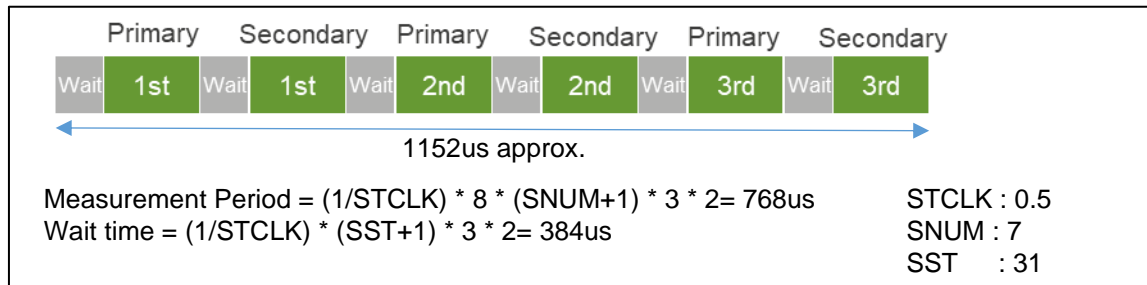 Primary Secondary Primary Secondary Primary Secondary
Wait 1st Wait 1st Wait 2nd Wait 2nd Wait 3rd Wait 3rd
1152us approx.
Measurement Period = (1/STCLK) * 8 * (SNUM+1) * 3 * 2= 768us
Wait time = (1/STCLK) * (SST+1) * 3 * 2= 384us
STCLK : 0.5
SNUM : 7
SST : 31